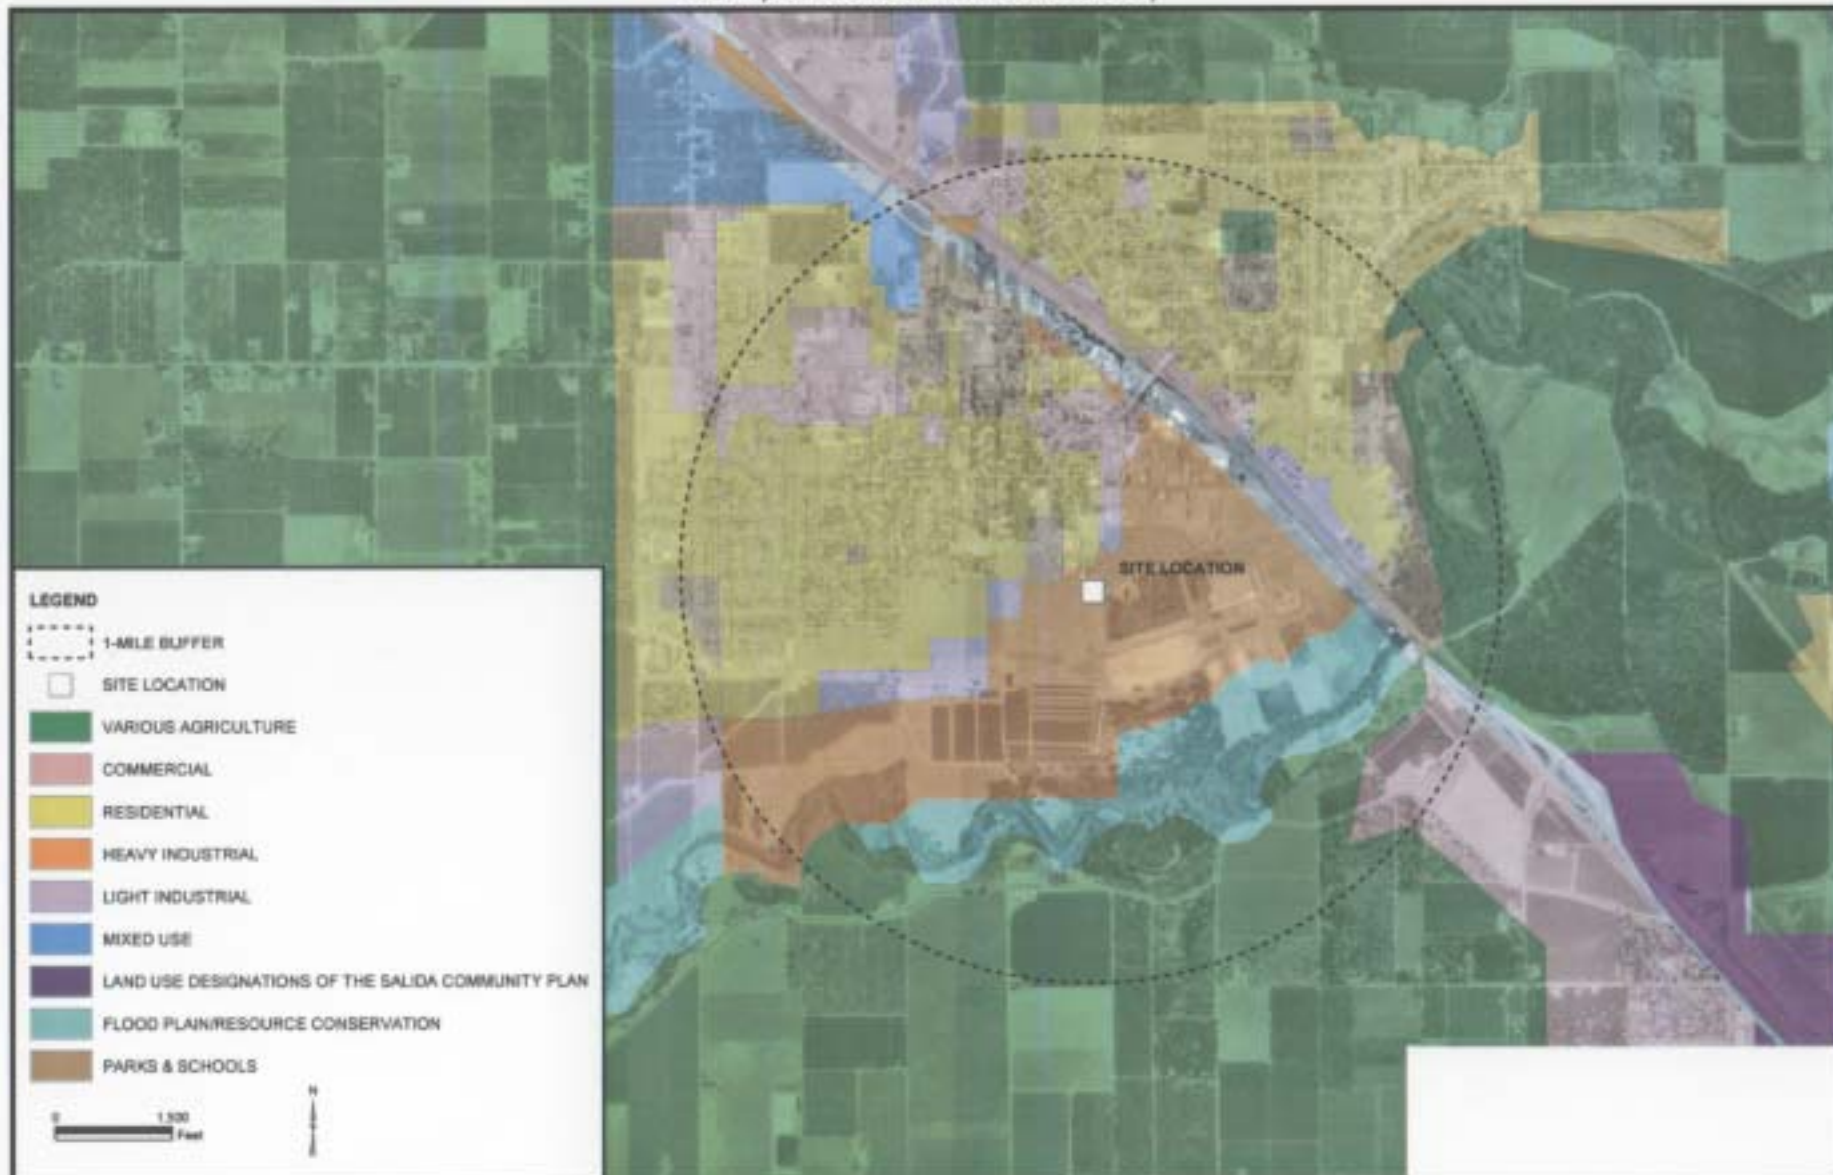 SITE LOCATION
LEGEND
1-MILE BUFFER
SITE LOCATION
VARIOUS AGRICULTURE
COMMERCIAL
RESIDENTIAL
HEAVY INDUSTRIAL
LIGHT INDUSTRIAL
MIXED USE
LAND USE DESIGNATIONS OF THE SALIDA COMMUNITY PLAN
FLOOD PLAIN/RESOURCE CONSERVATION
PARKS & SCHOOLS
N
0 1,500
Feet